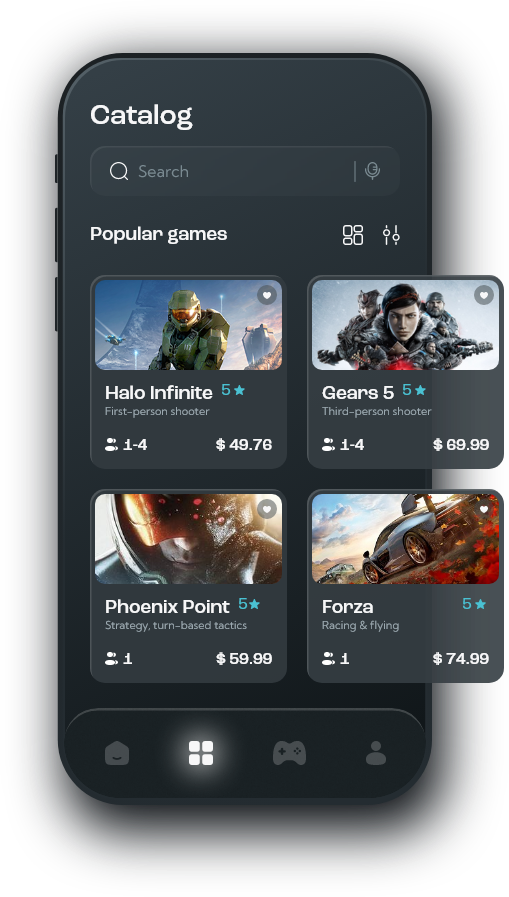 Catalog
Search
Popular games
Halo Infinite 5
First-person shooter
1-4 $ 49.76
Gears 5 5
Third-person shooter
1-4 $ 69.99
Phoenix Point 5
Strategy, turn-based tactics
1 $ 59.99
Forza 5
Racing & flying
1 $ 74.99